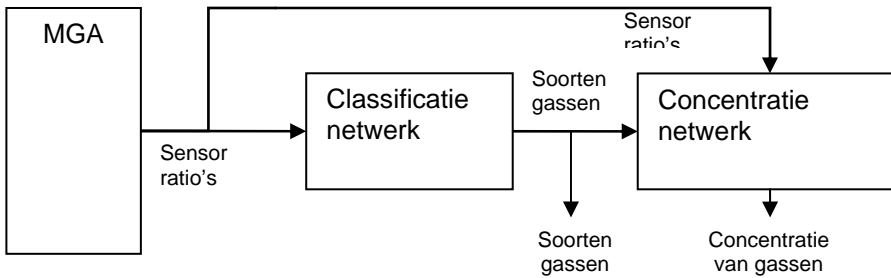 MGA
Sensor
ratio's
Sensor
ratio's
Classificatie
netwerk
Soorten
gassen
Concentratie
netwerk
Soorten
gassen
Concentratie
van gassen